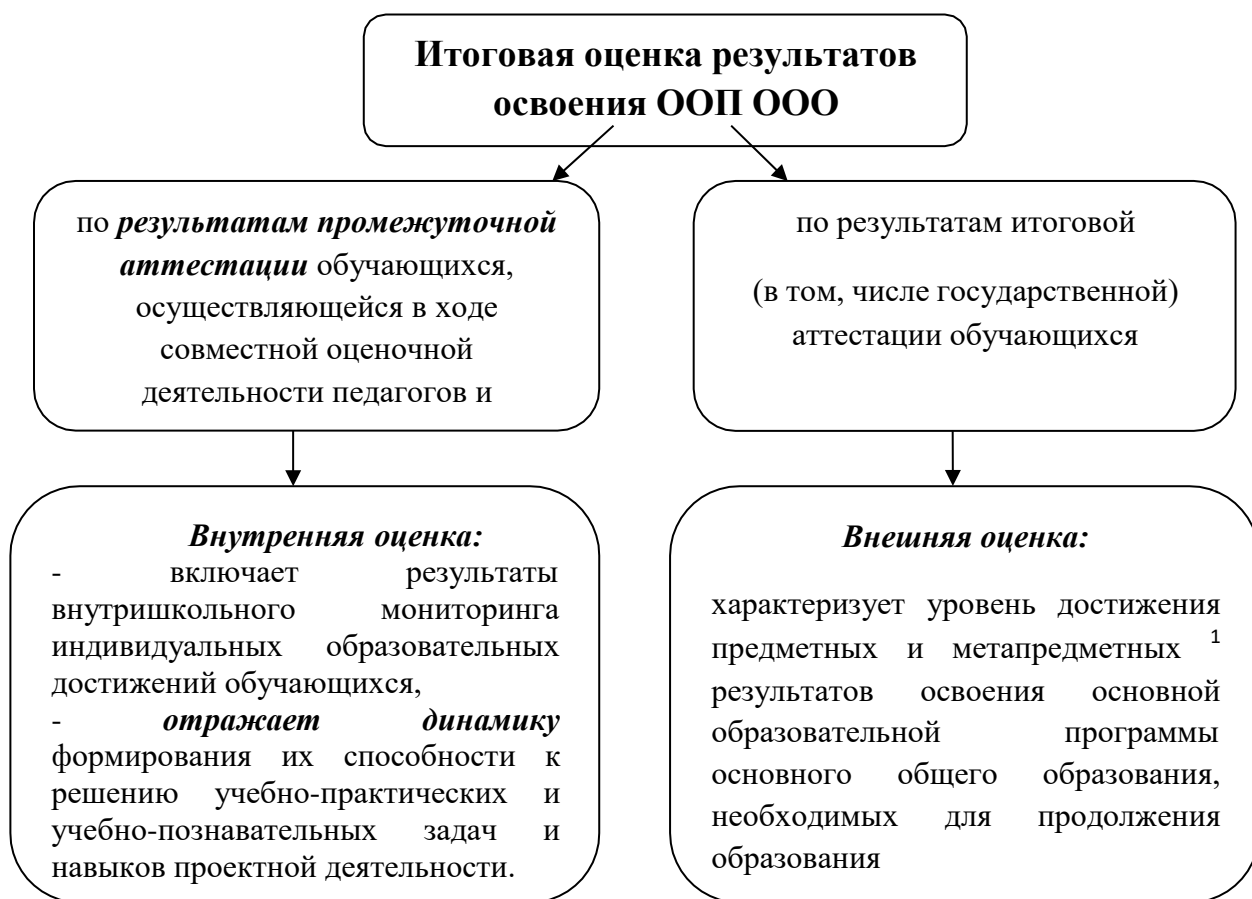 Итоговая оценка результатов
освоения ООП ООО
по результатам промежуточной
аттестации обучающихся,
осуществляющейся в ходе
совместной оценочной
деятельности педагогов и
по результатам итоговой
(в том, числе государственной)
аттестации обучающихся
Внутренняя оценка:
- включает результаты
внутришкольного мониторинга
индивидуальных образовательных
достижений обучающихся,
- отражает динамику
формирования их способности к
решению учебно-практических и
учебно-познавательных задач и
навыков проектной деятельности.
Внешняя оценка:
характеризует уровень достижения
предметных и метапредметных ¹
результатов освоения основной
образовательной программы
основного общего образования,
необходимых для продолжения
образования